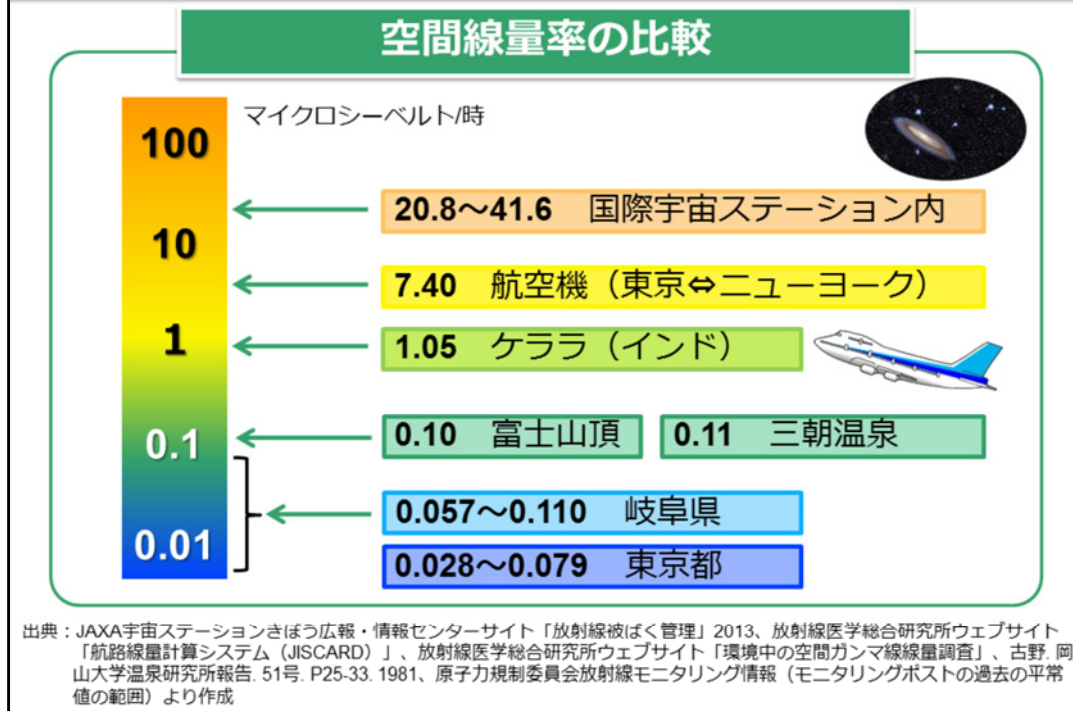 空間線量率の比較
マイクロシーベルト/時
100
20.8～41.6 国際宇宙ステーション内
10
7.40 航空機（東京⇔ニューヨーク）
1
1.05 ケララ（インド）
0.1
0.10 富士山頂
0.11 三朝温泉
0.057～0.110 岐阜県
0.01
0.028～0.079 東京都
出典：JAXA宇宙ステーションきぼう広報・情報センターサイト「放射線被ばく管理」2013、放射線医学総合研究所ウェブサイト
「航路線量計算システム（JISCARD）」、放射線医学総合研究所ウェブサイト「環境中の空間ガンマ線線量調査」、古野. 岡
山大学温泉研究所報告. 51号. P25-33. 1981、原子力規制委員会放射線モニタリング情報（モニタリングポストの過去の平常
値の範囲）より作成